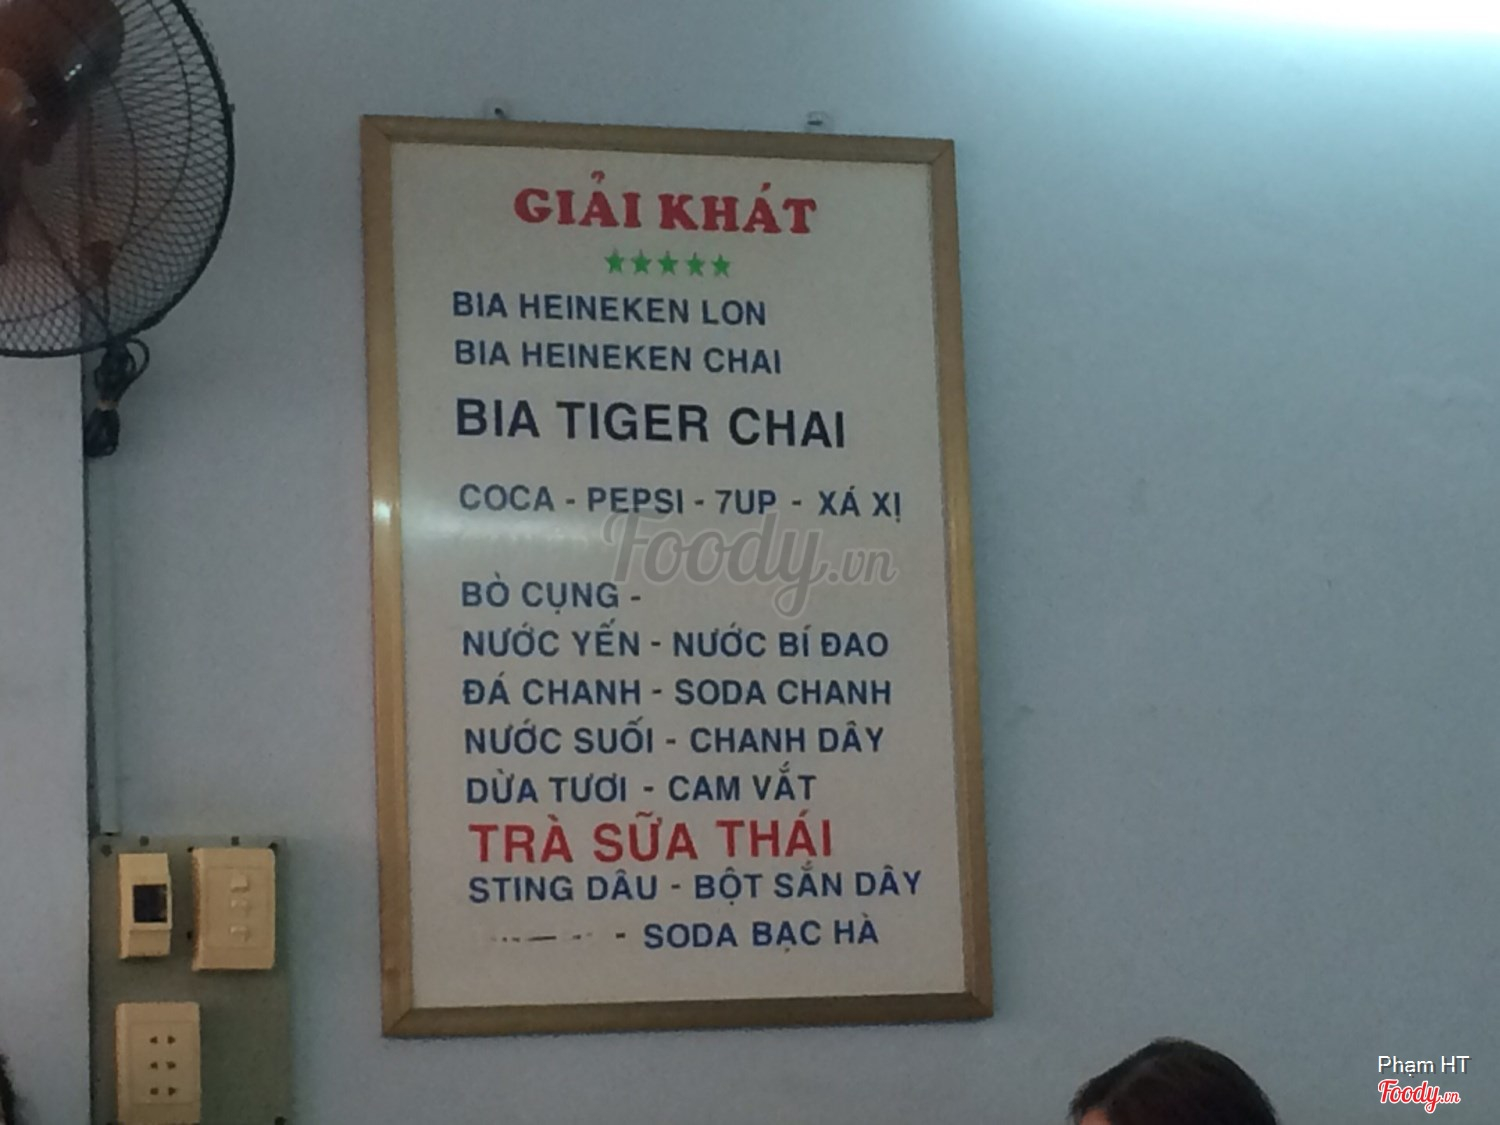 GIẢI KHÁT
BIA HEINEKEN LON
BIA HEINEKEN CHAI
BIA TIGER CHAI
COCA - PEPSI - 7UP - XÁ XỊ
Foody.vn
BÒ CỤNG -
NƯỚC YẾN - NƯỚC BÍ ĐAO
ĐÁ CHANH - SODA CHANH
NƯỚC SUỐI - CHANH DÂY
DỪA TƯƠI - CAM VẮT
TRÀ SỮA THÁI
STING DÂU - BỘT SẮN DÂY
- SODA BẠC HÀ
Phạm HT
Foody.vn